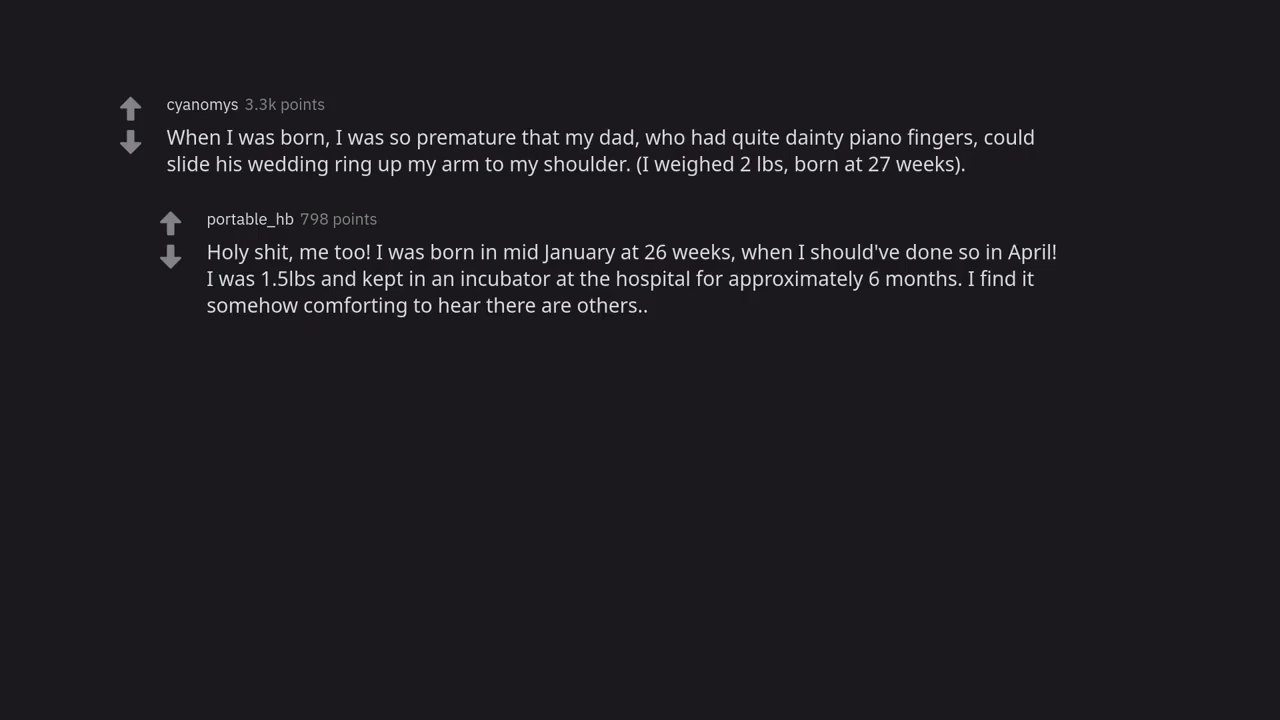 cyanomys 3.3k points
When I was born, I was so premature that my dad, who had quite dainty piano fingers, could
slide his wedding ring up my arm to my shoulder. (I weighed 2 lbs, born at 27 weeks).
portable_hb 798 points
Holy shit, me too! I was born in mid January at 26 weeks, when I should've done so in April!
I was 1.5lbs and kept in an incubator at the hospital for approximately 6 months. I find it
somehow comforting to hear there are others..